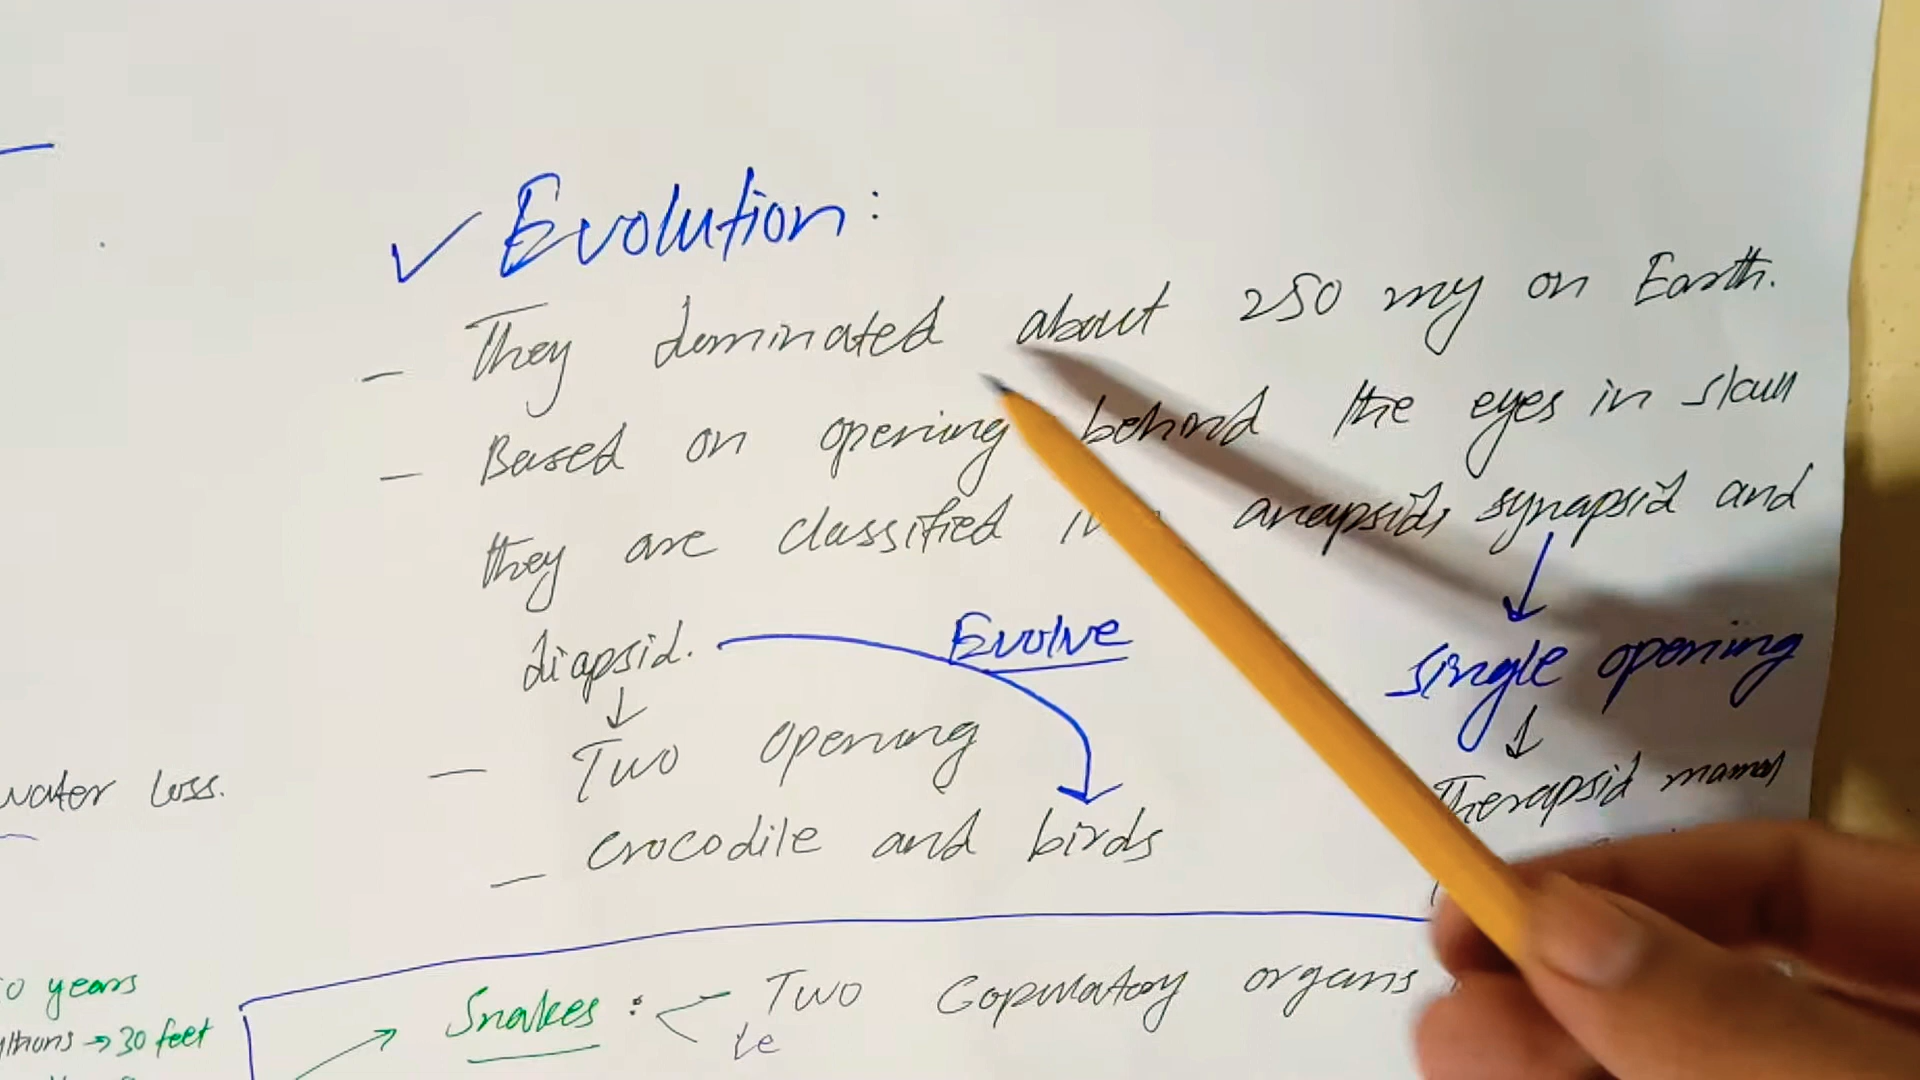 ✓ Evolution:
– They dominated about 250 my on Earth.
– Based on opening behind the eyes in skull
they are classified anapsid, synapsid and
diapsid. Evolve
single opening
– Two opening
Therapsid
– crocodile and birds
water loss.
years
→ 30 feet
Snakes: – Two Copulatory organs